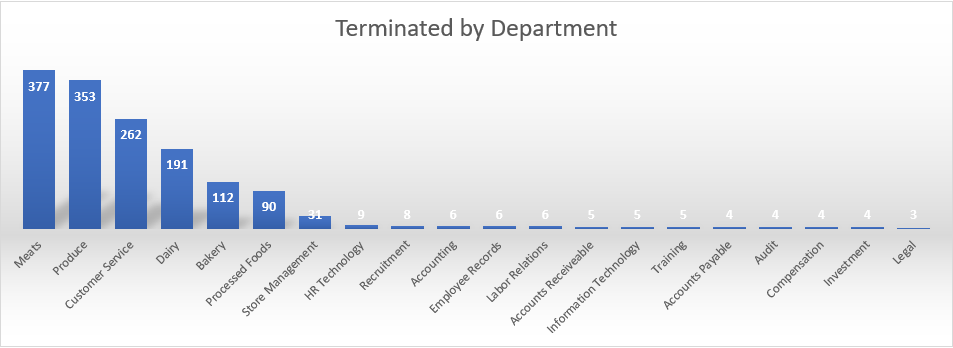 Terminated by Department
377
353
262
191
112
90
31
9
8
6
6
6
5
5
5
4
4
4
4
3
Meats
Produce
Customer Service
Dairy
Bakery
Processed Foods
Store Management
HR Technology
Recruitment
Accounting
Employee Records
Labor Relations
Accounts Receiveable
Information Technology
Training
Accounts Payable
Audit
Compensation
Investment
Legal